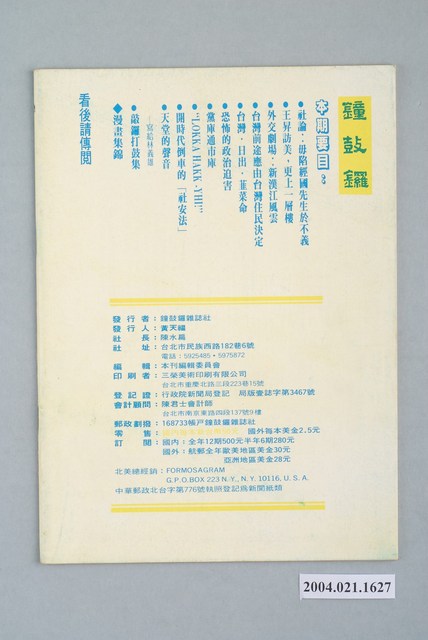 鐘鼓鑼
本期要目：
●社論：毋陷經國先生於不義
●王昇訪美，更上一層樓
●外交劇場：新漢江風雲
●台灣前途應由台灣住民決定
●台灣．日出．韮菜命
●恐怖的政治迫害
●黨庫通市庫
●“LOKKA HAKK-YHI!”
●開時代倒車的「社安法」
●天堂的聲音
—寫給林義雄
●敲鑼打鼓集
◆漫畫集錦
看後請傳閱
發行者：鐘鼓鑼雜誌社
發行人：黃天福
社長：陳水扁
社址：台北市民族西路182巷6號
電話：5925485．5975872
編輯：本刊編輯委員會
印刷者：三榮美術印刷有限公司
台北市重慶北路三段223巷15號
登記證：行政院新聞局登記 局版臺誌字第3467號
會計顧問：陳君士會計師
台北市南京東路四段137號9樓
郵政劃撥：168733帳戶鐘鼓鑼雜誌社
零售： 國外每本美金2.5元
訂閱：國內：全年12期500元半年6期280元
國外：航郵全年歐美地區美金30元
亞洲地區美金28元
北美總經銷：FORMOSAGRAM
G.P.O.BOX 223 N.Y., N.Y. 10116, U.S.A.
中華郵政北台字第776號執照登記為新聞紙類
2004.021.1627